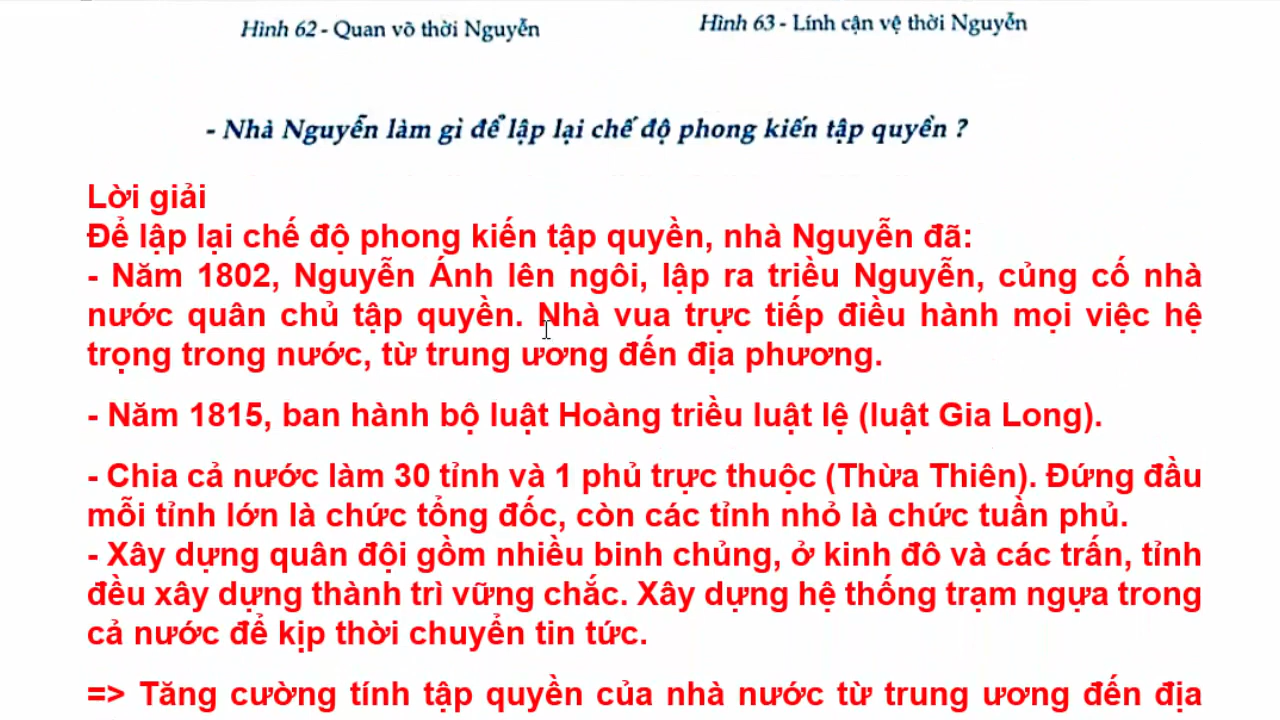 Hình 62 - Quan võ thời Nguyễn
Hình 63 - Lính cận vệ thời Nguyễn
- Nhà Nguyễn làm gì để lập lại chế độ phong kiến tập quyền ?
Lời giải
Để lập lại chế độ phong kiến tập quyền, nhà Nguyễn đã:
- Năm 1802, Nguyễn Ánh lên ngôi, lập ra triều Nguyễn, củng cố nhà
nước quân chủ tập quyền. Nhà vua trực tiếp điều hành mọi việc hệ
trọng trong nước, từ trung ương đến địa phương.
- Năm 1815, ban hành bộ luật Hoàng triều luật lệ (luật Gia Long).
- Chia cả nước làm 30 tỉnh và 1 phủ trực thuộc (Thừa Thiên). Đứng đầu
mỗi tỉnh lớn là chức tổng đốc, còn các tỉnh nhỏ là chức tuần phủ.
- Xây dựng quân đội gồm nhiều binh chủng, ở kinh đô và các trấn, tỉnh
đều xây dựng thành trì vững chắc. Xây dựng hệ thống trạm ngựa trong
cả nước để kịp thời chuyển tin tức.
=> Tăng cường tính tập quyền của nhà nước từ trung ương đến địa